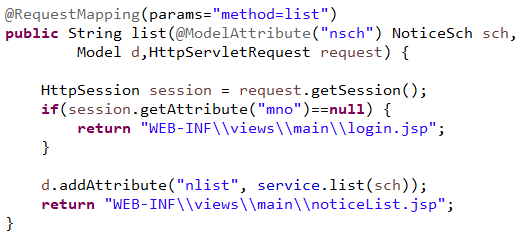 @RequestMapping(params="method=list")
public String list(@ModelAttribute("nsch") NoticeSch sch,
        Model d,HttpServletRequest request) {

    HttpSession session = request.getSession();
    if(session.getAttribute("mno")==null) {
        return "WEB-INF\\views\\main\\login.jsp";
    }

    d.addAttribute("nlist", service.list(sch));
    return "WEB-INF\\views\\main\\noticeList.jsp";
}